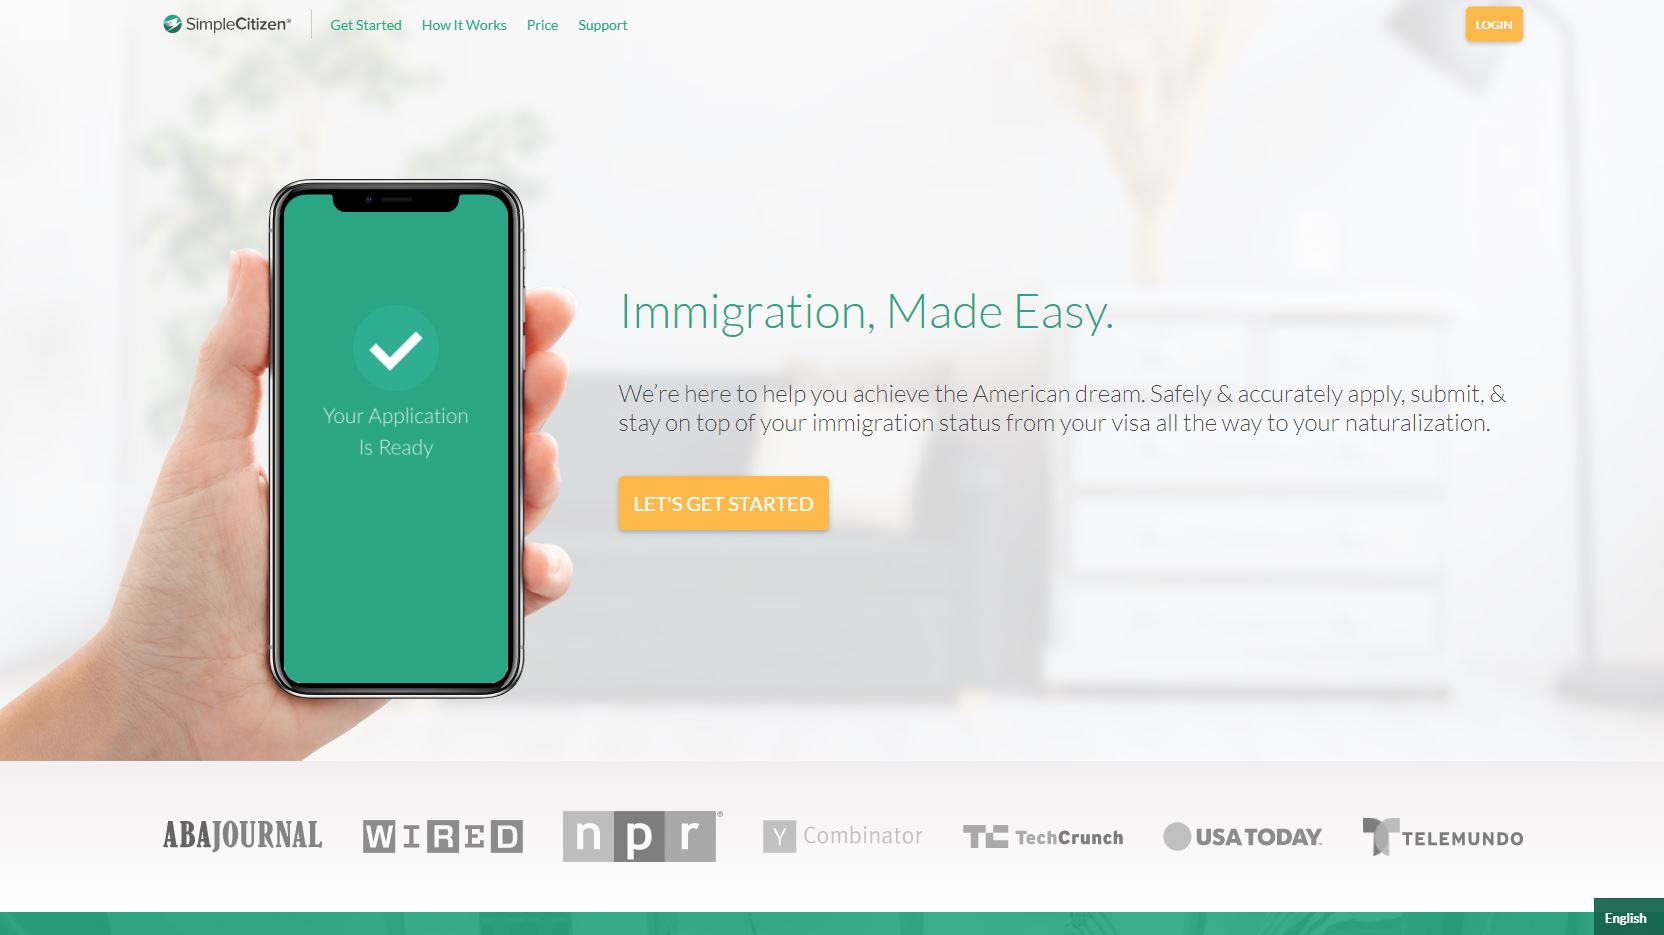 SimpleCitizen®
Get Started
How It Works
Price
Support
LOGIN
Your Application
Is Ready
Immigration, Made Easy.
We’re here to help you achieve the American dream. Safely & accurately apply, submit, &
stay on top of your immigration status from your visa all the way to your naturalization.
LET'S GET STARTED
ABA JOURNAL
WIRED
npr®
Y Combinator
TC TechCrunch
USA TODAY
TELEMUNDO
English